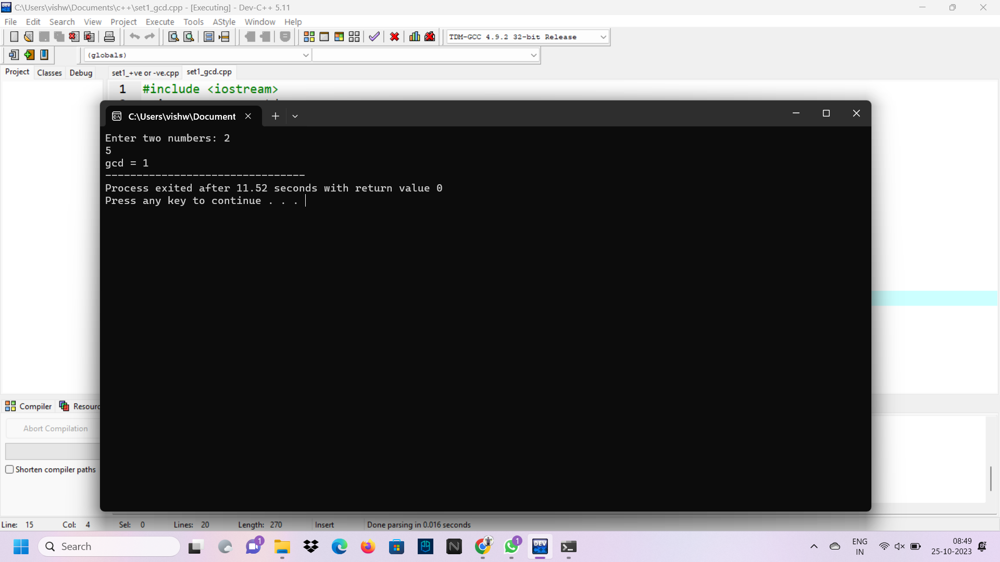 C:\Users\vishw\Documents\c++\set1_gcd.cpp - [Executing] - Dev-C++ 5.11
File Edit Search View Project Execute Tools AStyle Window Help
TDM-GCC 4.9.2 32-bit Release
(globals)
Project Classes Debug set1_+ve or -ve.cpp set1_gcd.cpp
1 #include <iostream>
C:\Users\vishw\Document
Enter two numbers: 2
5
gcd = 1
--------------------------------
Process exited after 11.52 seconds with return value 0
Press any key to continue . . .
Compiler Resourc
Abort Compilation
Shorten compiler paths
Line: 15 Col: 4 Sel: 0 Lines: 20 Length: 270 Insert Done parsing in 0.016 seconds
Search 1 1 DEV C++ ENG 08:49
IN 25-10-2023